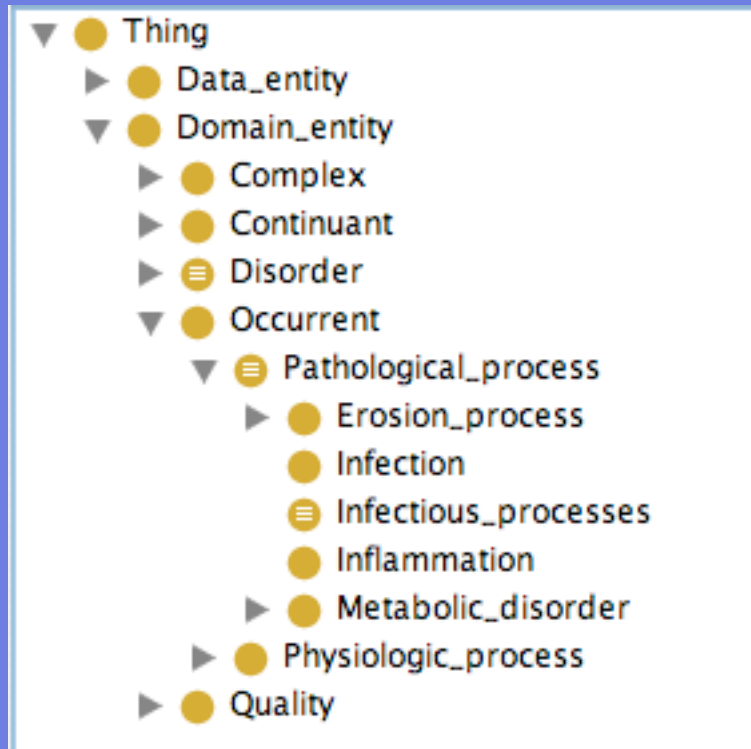 Thing
Data_entity
Domain_entity
Complex
Continuant
Disorder
Occurrent
Pathological_process
Erosion_process
Infection
Infectious_processes
Inflammation
Metabolic_disorder
Physiologic_process
Quality